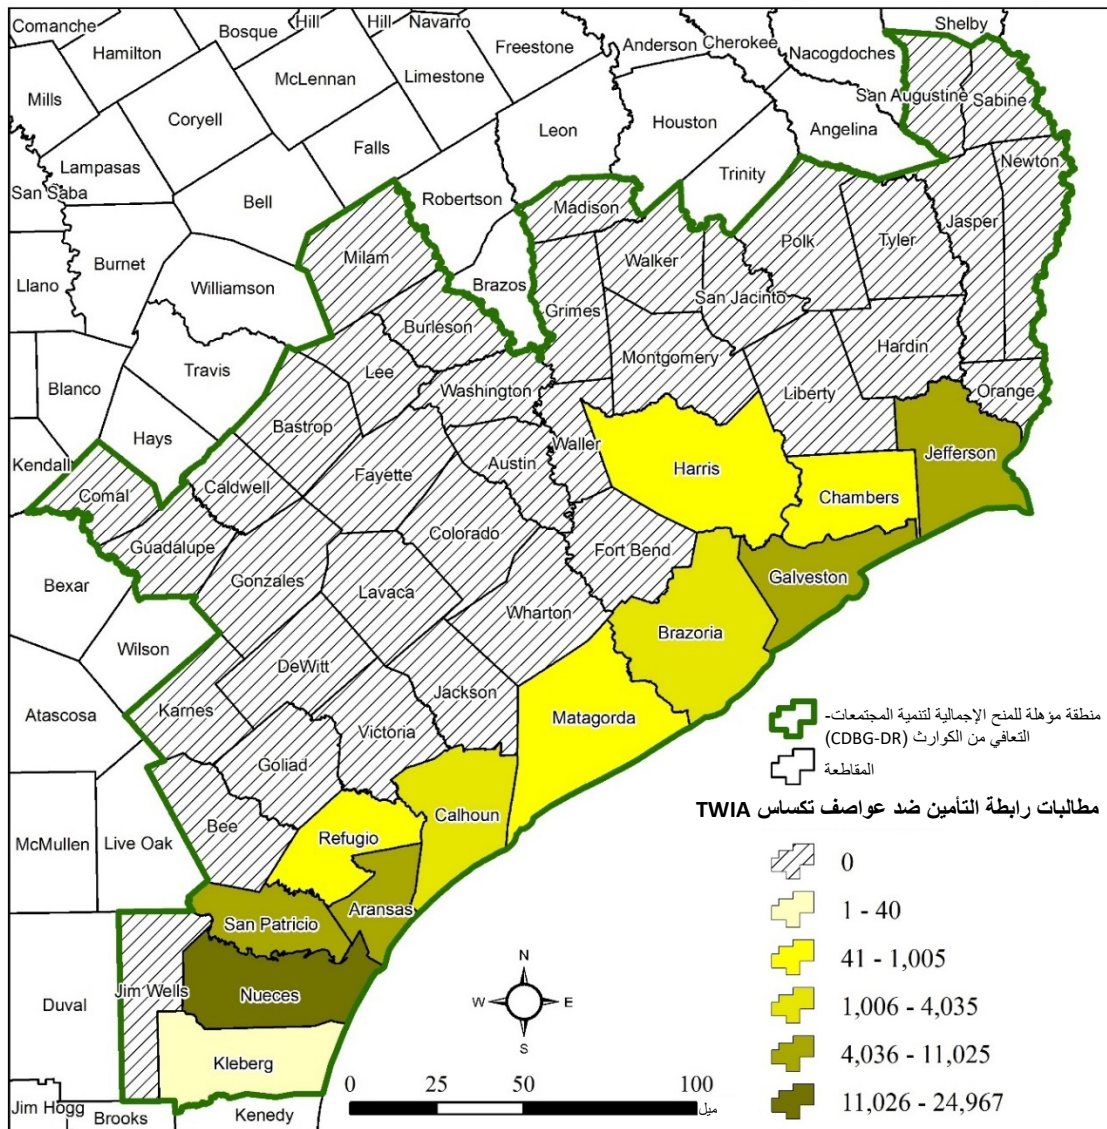 Comanche
Hamilton
Bosque
Hill
Hill
Navarro
Freestone
Anderson
Cherokee
Nacogdoches
Shelby
Mills
Coryell
McLennan
Limestone
Leon
Houston
Angelina
San Augustine
Sabine
Lampasas
Falls
Trinity
Newton
San Saba
Bell
Robertson
Madison
Polk
Tyler
Jasper
Burnet
Milam
Walker
Llano
Williamson
Brazos
Grimes
San Jacinto
Burleson
Montgomery
Hardin
Travis
Lee
Washington
Liberty
Orange
Blanco
Bastrop
Hays
Waller
Kendall
Fayette
Austin
Harris
Jefferson
Comal
Caldwell
Chambers
Guadalupe
Colorado
Fort Bend
Bexar
Gonzales
Lavaca
Galveston
Wharton
Brazoria
Wilson
DeWitt
Jackson
Atascosa
Karnes
Victoria
Matagorda
Goliad
Calhoun
McMullen
Live Oak
Bee
Refugio
San Patricio
Aransas
Duval
Jim Wells
Nueces
Kleberg
Jim Hogg
Brooks
Kenedy
منطقة مؤهلة للمنح الإجمالية لتنمية المجتمعات-
التعافي من الكوارث (CDBG-DR)
المقاطعة
مطالبات رابطة التأمين ضد عواصف تكساس TWIA
0
1 - 40
41 - 1,005
1,006 - 4,035
4,036 - 11,025
11,026 - 24,967
N
W E
S
0 25 50 100
ميل